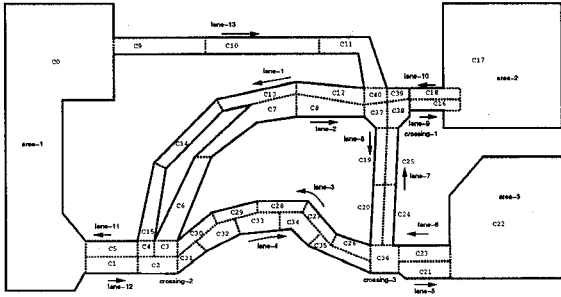 lane-13
C9
C10
C11
C0
C17
lane-1
lane-10
C12
C40
C39
C18
area-2
C13
C7
C8
C37
C38
C16
lane-2
lane-9
crossing-1
area-1
lane-8
C14
C19
C25
lane-7
area-3
C6
lane-3
C20
C24
C22
C28
C29
C33
C34
C27
lane-6
lane-11
C15
C30
C32
lane-4
C35
C26
C5
C4
C3
C31
C36
C23
C1
C2
C21
lane-12
crossing-2
crossing-3
lane-5